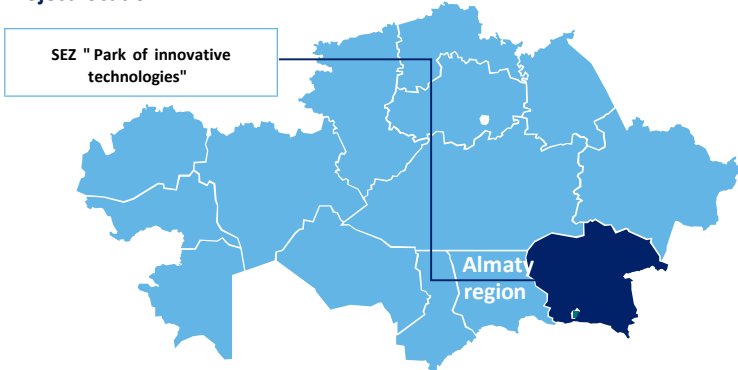 SEZ " Park of innovative
technologies"
Almaty
region